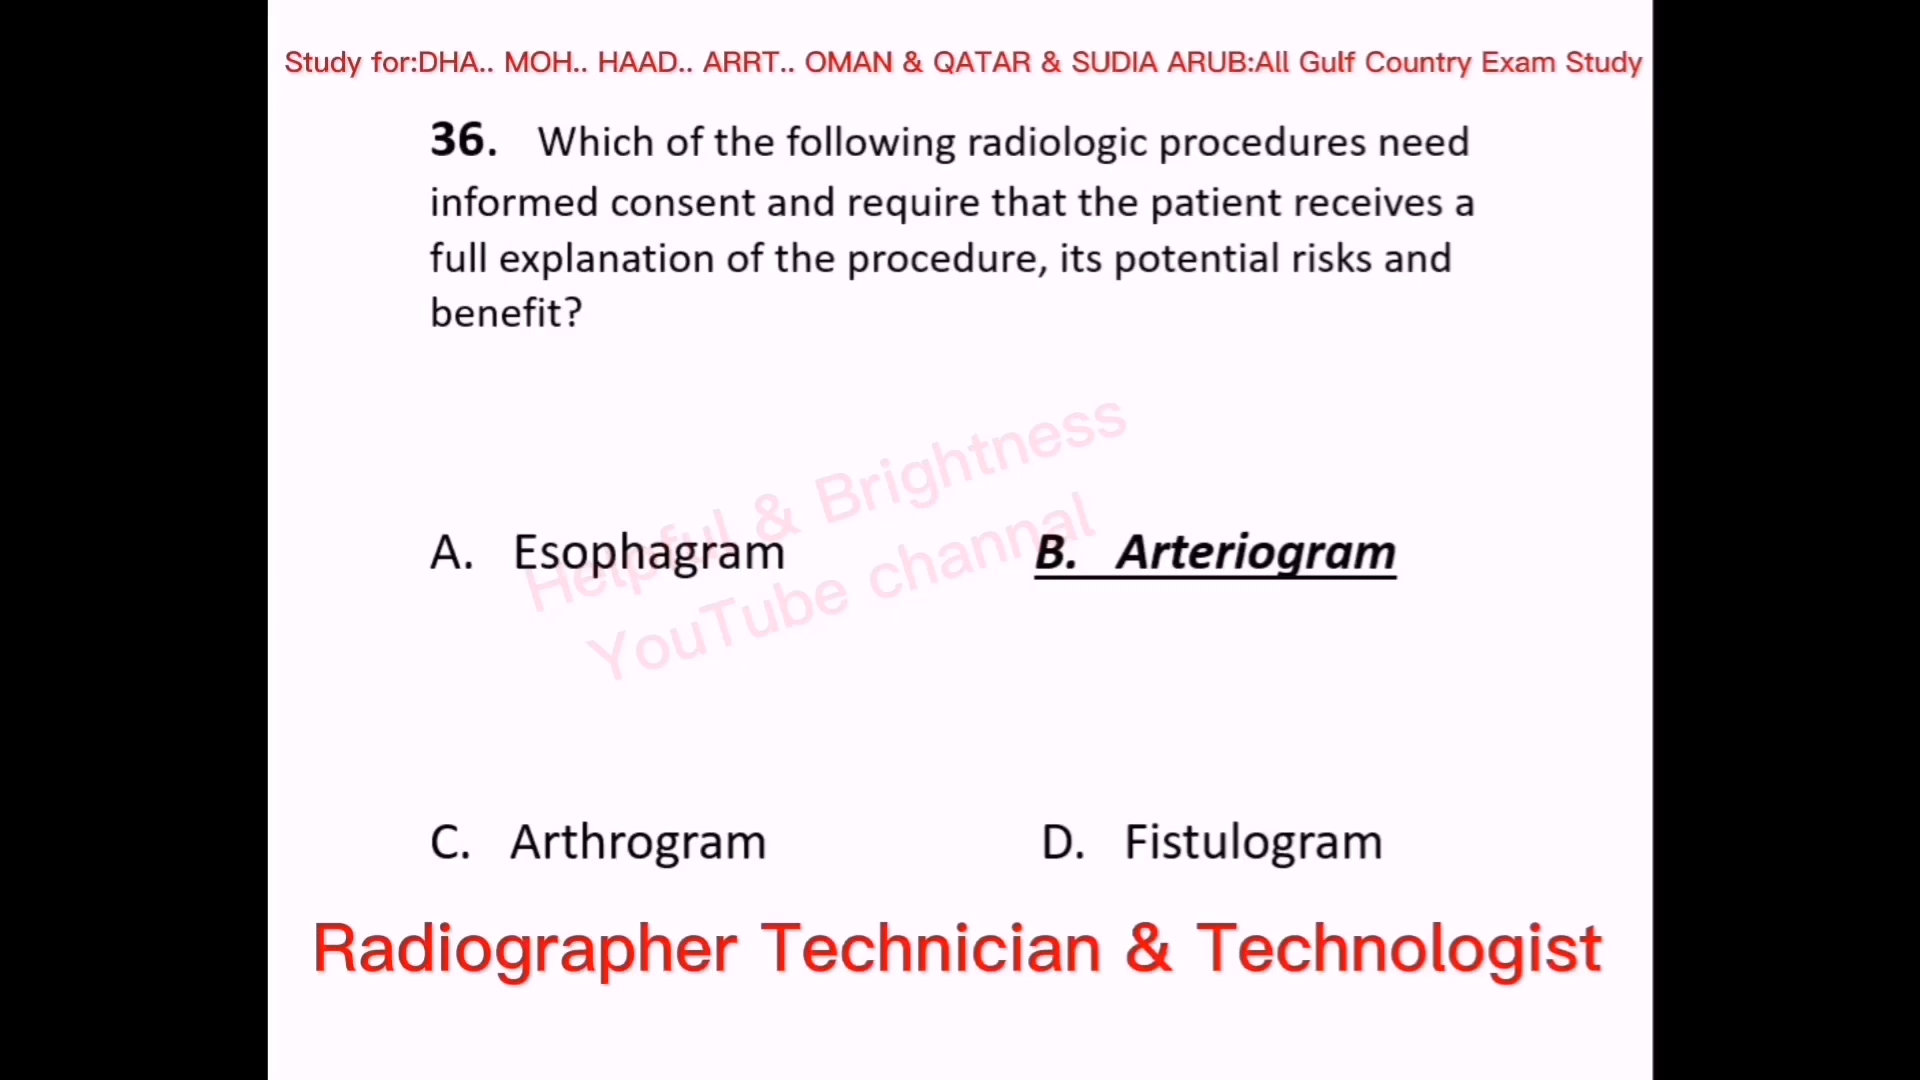 Study for:DHA.. MOH.. HAAD.. ARRT.. OMAN & QATAR & SUDIA ARUB:All Gulf Country Exam Study
36. Which of the following radiologic procedures need
informed consent and require that the patient receives a
full explanation of the procedure, its potential risks and
benefit?
Helpful & Brightness
YouTube channal
A. Esophagram
B. Arteriogram
C. Arthrogram
D. Fistulogram
Radiographer Technician & Technologist